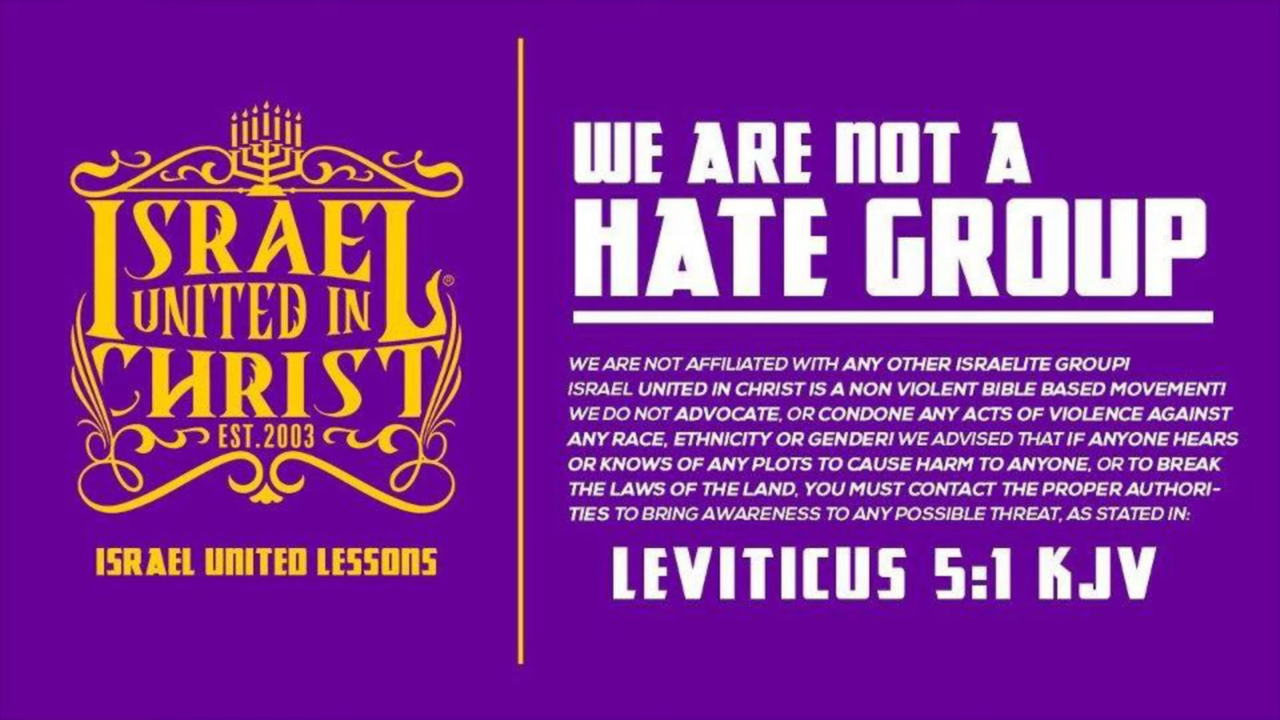 ISRAEL
UNITED IN
CHRIST
EST.2003
ISRAEL UNITED LESSONS
WE ARE NOT A
HATE GROUP
WE ARE NOT AFFILIATED WITH ANY OTHER ISRAELITE GROUP!
ISRAEL UNITED IN CHRIST IS A NON VIOLENT BIBLE BASED MOVEMENT!
WE DO NOT ADVOCATE, OR CONDONE ANY ACTS OF VIOLENCE AGAINST
ANY RACE, ETHNICITY OR GENDER! WE ADVISED THAT IF ANYONE HEARS
OR KNOWS OF ANY PLOTS TO CAUSE HARM TO ANYONE, OR TO BREAK
THE LAWS OF THE LAND, YOU MUST CONTACT THE PROPER AUTHORI-
TIES TO BRING AWARENESS TO ANY POSSIBLE THREAT, AS STATED IN:
LEVITICUS 5:1 KJV